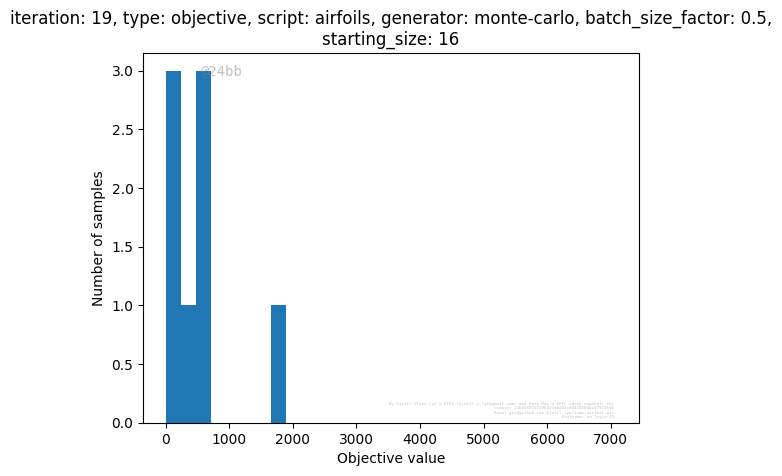 iteration: 19, type: objective, script: airfoils, generator: monte-carlo, batch_size_factor: 0.5,
starting_size: 16
@24bb
3.0
2.5
2.0
1.5
1.0
0.5
0.0
Number of samples
0 1000 2000 3000 4000 5000 6000 7000
Objective value